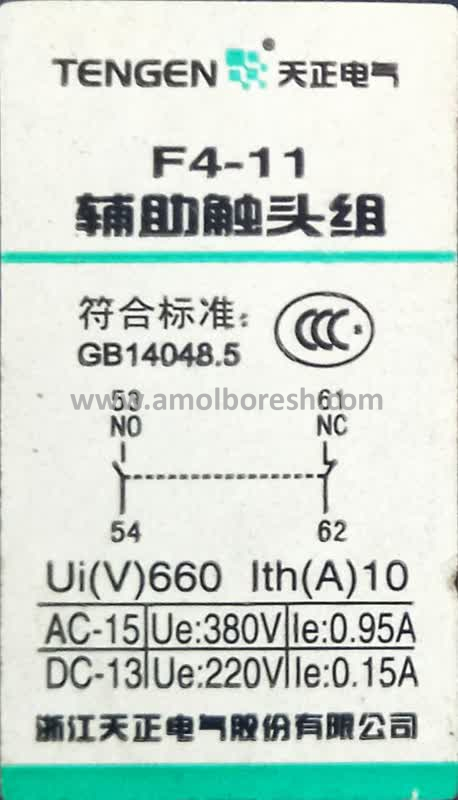 TENGEN ® 天正电气
F4-11
辅助触头组
符合标准: CCC S
GB14048.5
www.amolboresh.com
53 61
NO NC
54 62
Ui(V)660 Ith(A)10
AC-15 Ue:380V Ie:0.95A
DC-13 Ue:220V Ie:0.15A
浙江天正电气股份有限公司